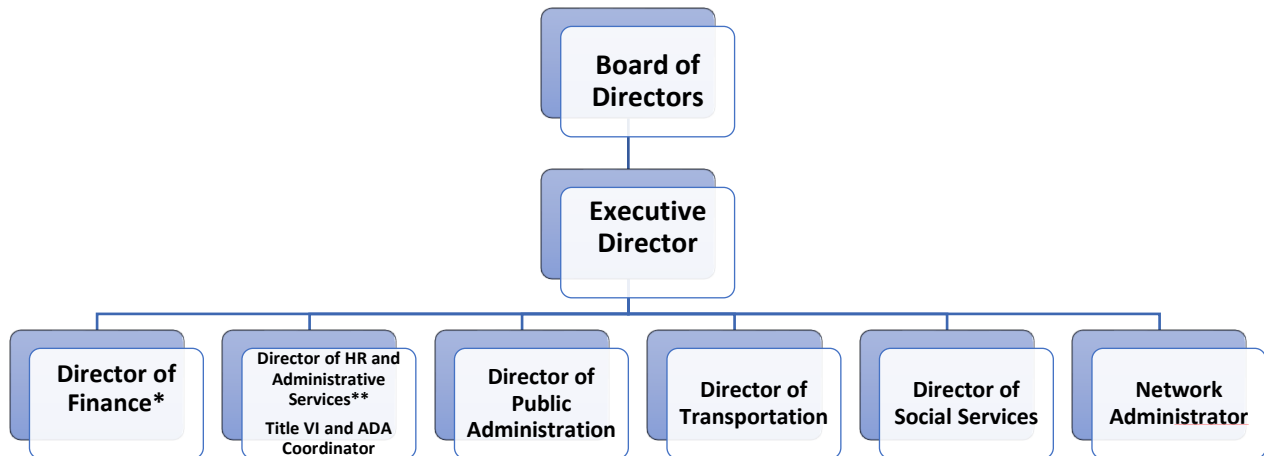 Board of
Directors
Executive
Director
Director of
Finance*
Director of HR and
Administrative
Services**
Title VI and ADA
Coordinator
Director of
Public
Administration
Director of
Transportation
Director of
Social Services
Network
Administrator